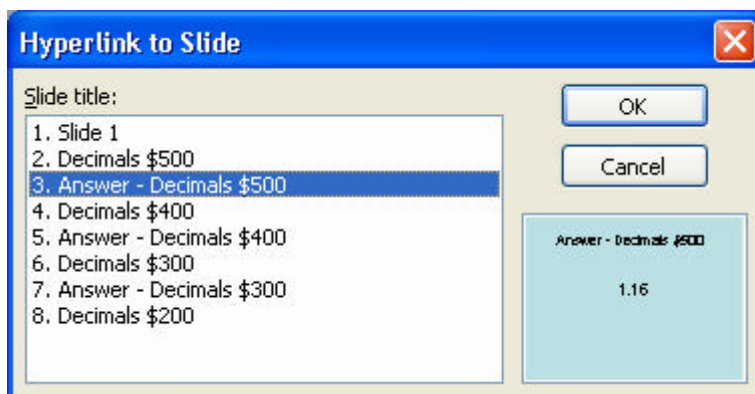 Hyperlink to Slide
Slide title:
1. Slide 1
2. Decimals $500
3. Answer - Decimals $500
4. Decimals $400
5. Answer - Decimals $400
6. Decimals $300
7. Answer - Decimals $300
8. Decimals $200
OK
Cancel
Answer - Decimals $500
1.16